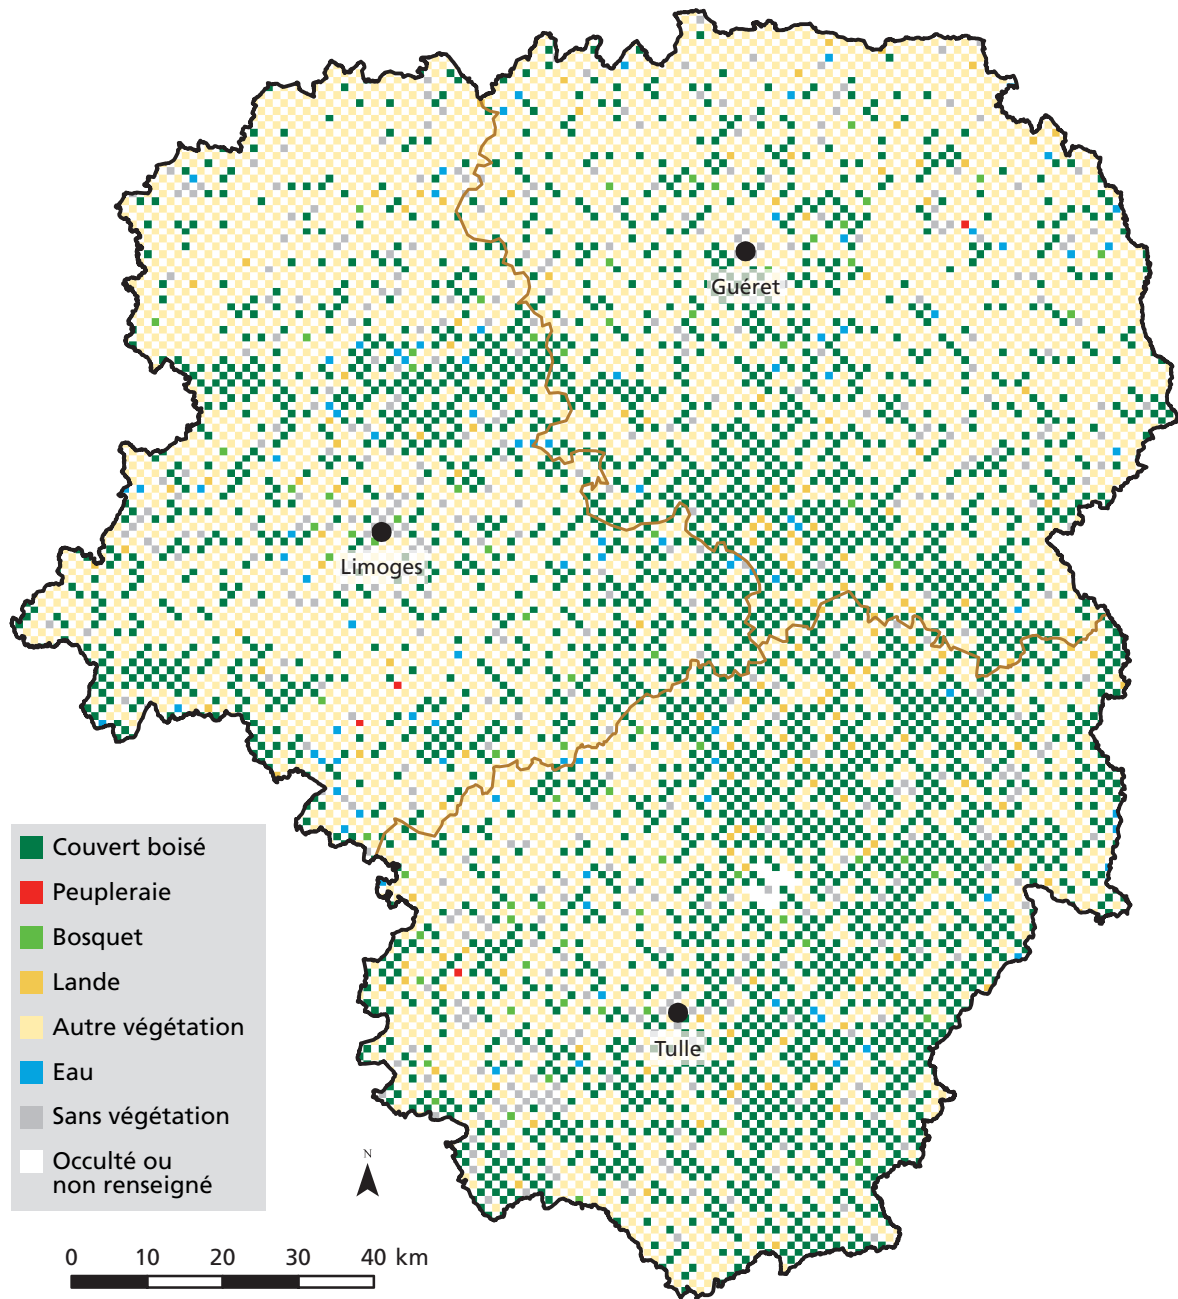 Guéret
Limoges
Tulle
Couvert boisé
Peupleraie
Bosquet
Lande
Autre végétation
Eau
Sans végétation
Occulté ou
non renseigné
N
0 10 20 30 40 km